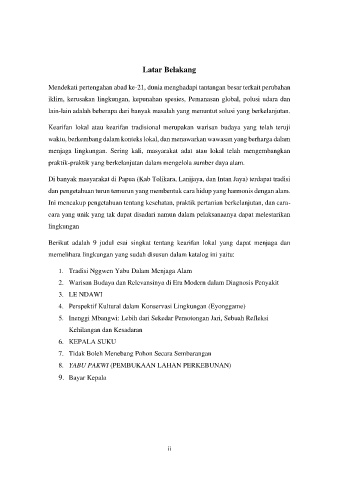 Latar Belakang
Mendekati pertengahan abad ke-21, dunia menghadapi tantangan besar terkait perubahan
iklim, kerusakan lingkungan, kepunahan spesies, Pemanasan global, polusi udara dan
lain-lain adalah beberapa dari banyak masalah yang menuntut solusi yang berkelanjutan.
Kearifan lokal atau kearifan tradisional merupakan warisan budaya yang telah teruji
waktu, berkembang dalam konteks lokal, dan menawarkan wawasan yang berharga dalam
menjaga lingkungan. Sering kali, masyarakat adat atau lokal telah mengembangkan
praktik-praktik yang berkelanjutan dalam mengelola sumber daya alam.
Di banyak masyarakat di Papua (Kab Tolikara, Lanijaya, dan Intan Jaya) terdapat tradisi
dan pengetahuan turun temurun yang membentuk cara hidup yang harmonis dengan alam.
Ini mencakup pengetahuan tentang kesehatan, praktik pertanian berkelanjutan, dan cara-
cara yang unik yang tak dapat disadari namun dalam pelaksanaanya dapat melestarikan
lingkungan
Berikut adalah 9 judul esai singkat tentang kearifan lokal yang dapat menjaga dan
memelihara lingkungan yang sudah disusun dalam katalog ini yaitu;
1. Tradisi Nggwen Yabu Dalam Menjaga Alam
2. Warisan Budaya dan Relevansinya di Era Modern dalam Diagnosis Penyakit
3. LE NDAWI
4. Perspektif Kultural dalam Konservasi Lingkungan (Eyonggame)
5. Inenggi Mbangwi: Lebih dari Sekedar Pemotongan Jari, Sebuah Refleksi
Kehilangan dan Kesadaran
6. KEPALA SUKU
7. Tidak Boleh Menebang Pohon Secara Sembarangan
8. YABU PAKWI (PEMBUKAAN LAHAN PERKEBUNAN)
9. Bayar Kepala
ii